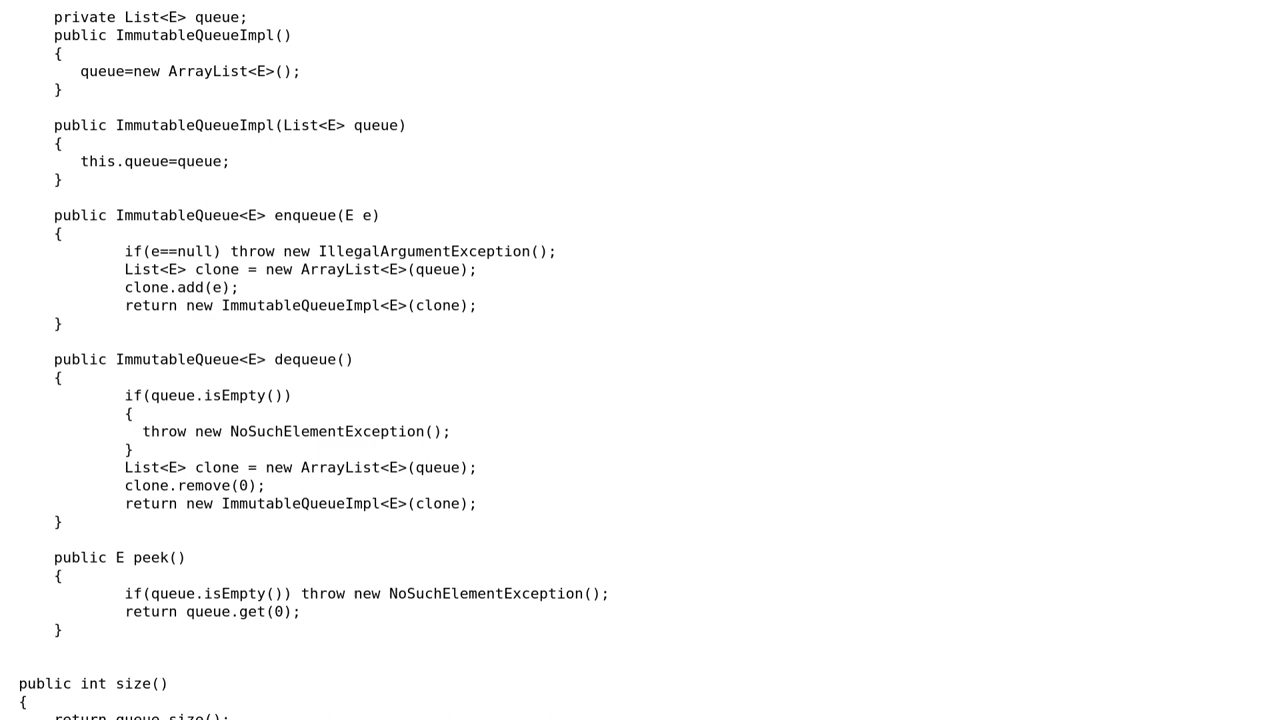 private List<E> queue;
public ImmutableQueueImpl()
{
queue=new ArrayList<E>();
}
public ImmutableQueueImpl(List<E> queue)
{
this.queue=queue;
}
public ImmutableQueue<E> enqueue(E e)
{
if(e==null) throw new IllegalArgumentException();
List<E> clone = new ArrayList<E>(queue);
clone.add(e);
return new ImmutableQueueImpl<E>(clone);
}
public ImmutableQueue<E> dequeue()
{
if(queue.isEmpty())
{
throw new NoSuchElementException();
}
List<E> clone = new ArrayList<E>(queue);
clone.remove(0);
return new ImmutableQueueImpl<E>(clone);
}
public E peek()
{
if(queue.isEmpty()) throw new NoSuchElementException();
return queue.get(0);
}
public int size()
{
return queue.size();